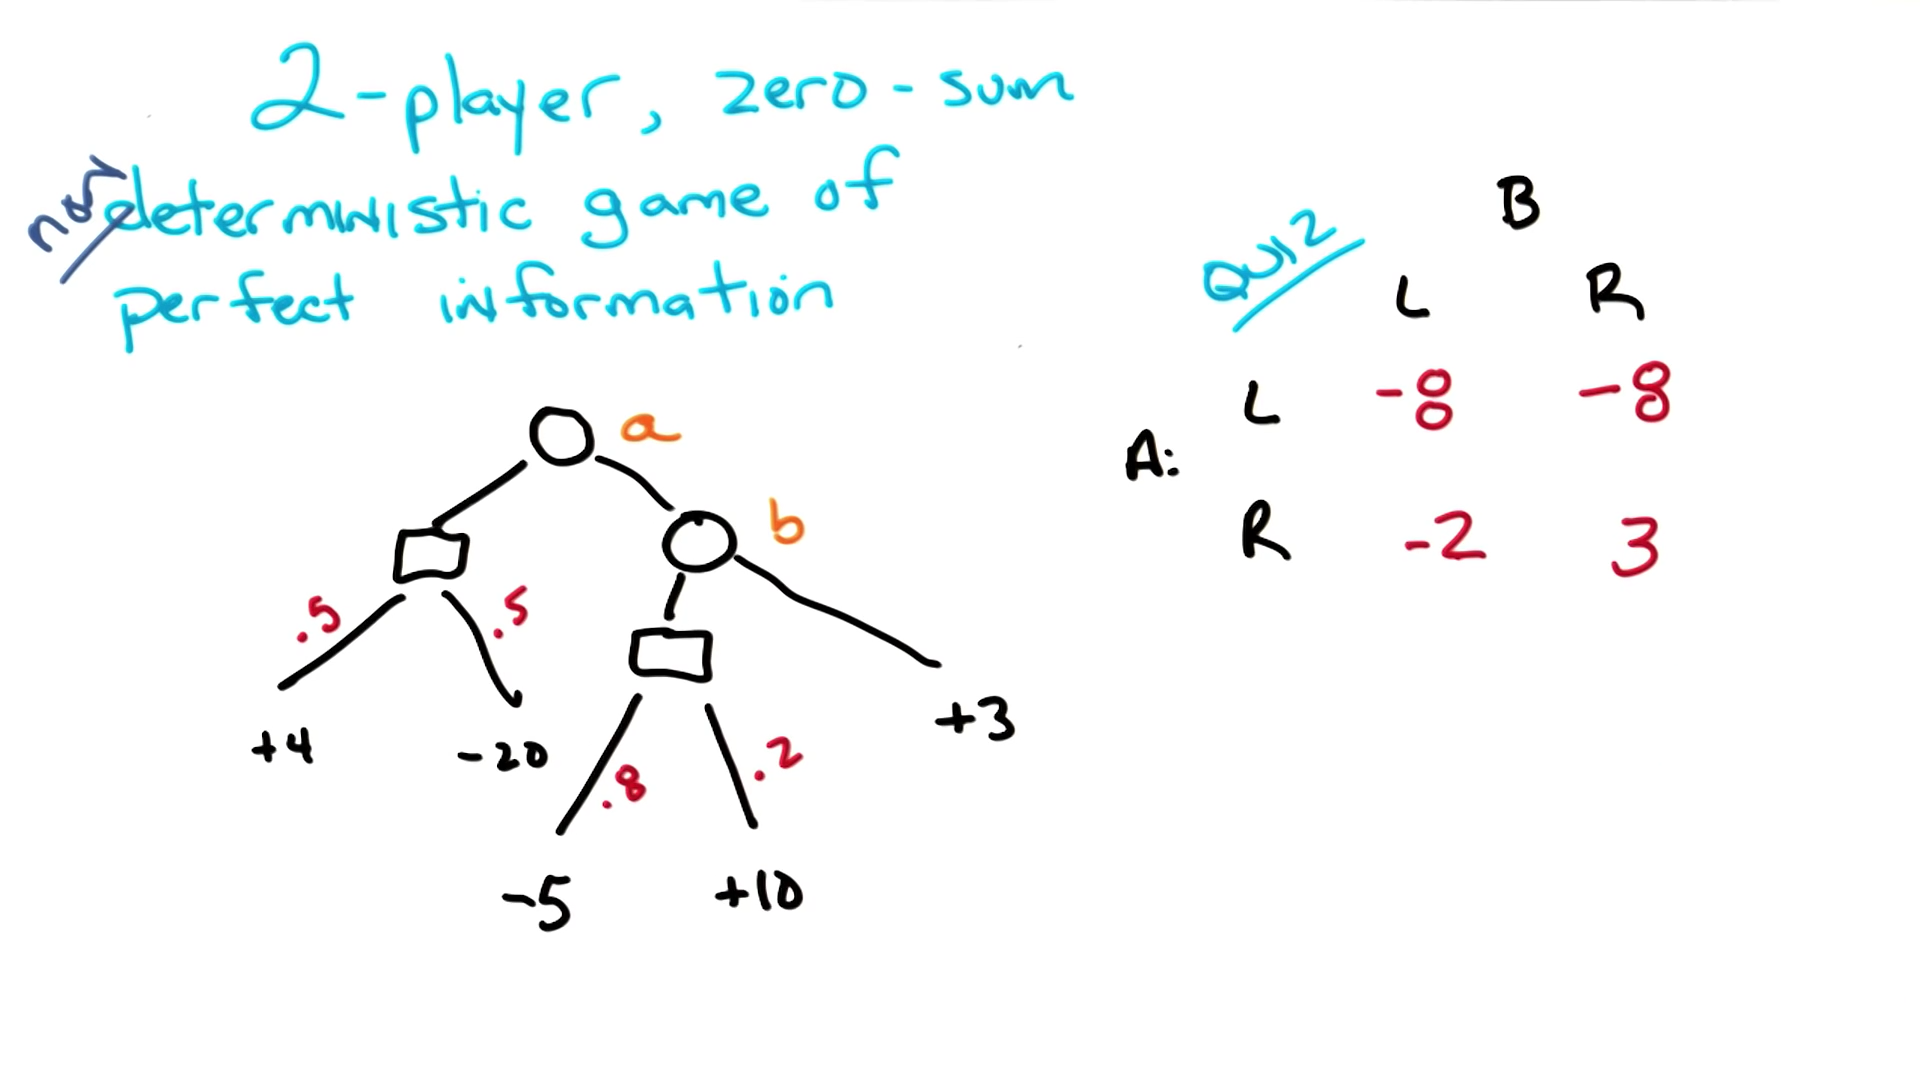 2-player, zero-sum
non deterministic game of
perfect information
QUIZ
B
L R
A:
L -8 -8
R -2 3
a
b
.5 .5
+4 -20
.8 .2
+3
-5 +10